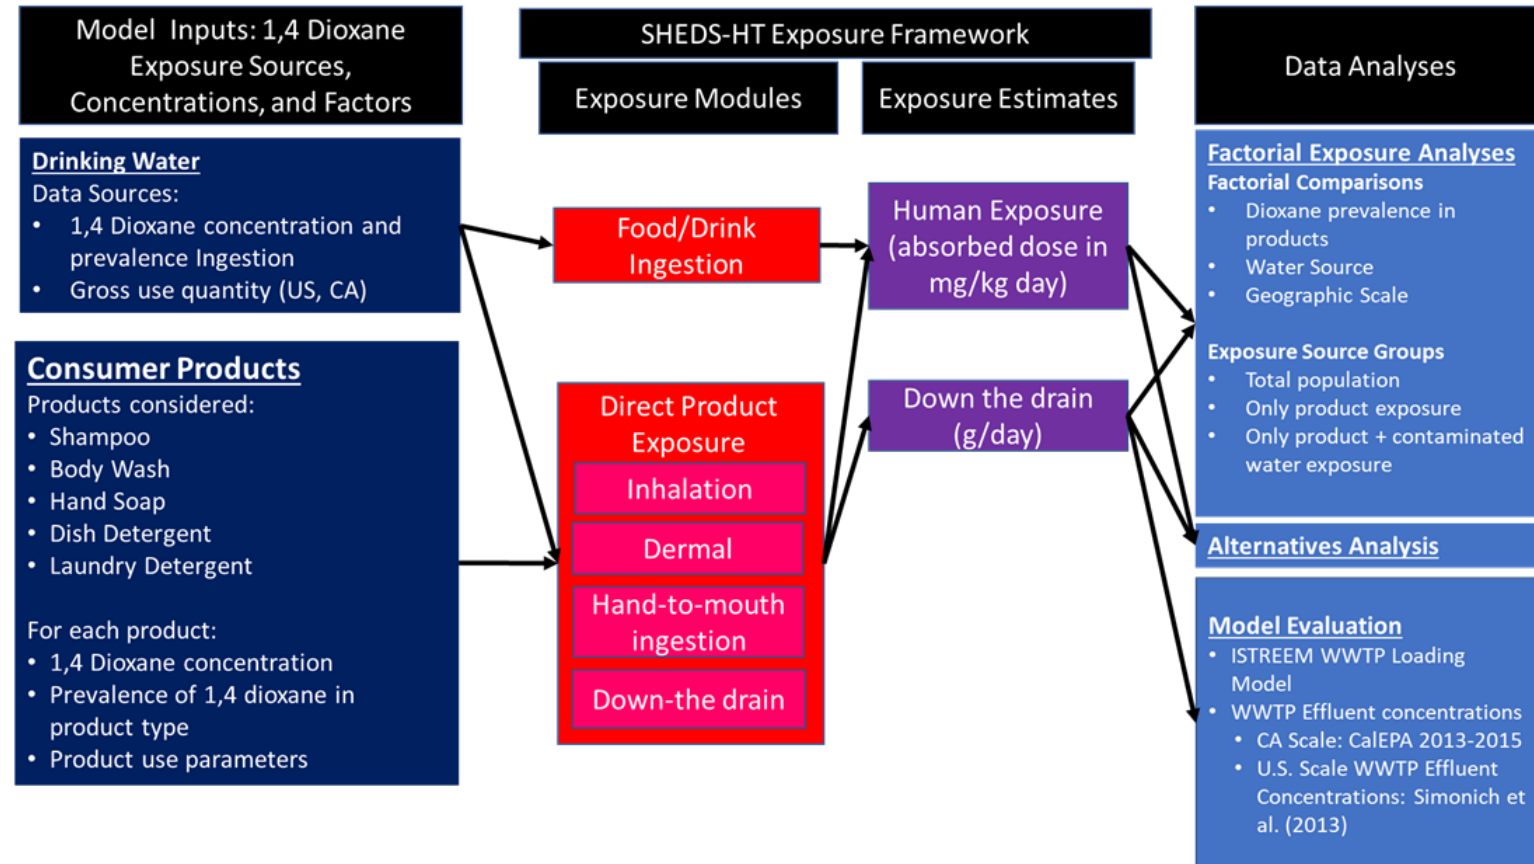 Model Inputs: 1,4 Dioxane
Exposure Sources,
Concentrations, and Factors
Drinking Water
Data Sources:
• 1,4 Dioxane concentration and
prevalence Ingestion
• Gross use quantity (US, CA)
Consumer Products
Products considered:
• Shampoo
• Body Wash
• Hand Soap
• Dish Detergent
• Laundry Detergent
For each product:
• 1,4 Dioxane concentration
• Prevalence of 1,4 dioxane in
product type
• Product use parameters
SHEDS-HT Exposure Framework
Exposure Modules
Food/Drink
Ingestion
Direct Product
Exposure
Inhalation
Dermal
Hand-to-mouth
ingestion
Down-the drain
Exposure Estimates
Human Exposure
(absorbed dose in
mg/kg day)
Down the drain
(g/day)
Data Analyses
Factorial Exposure Analyses
Factorial Comparisons
• Dioxane prevalence in
products
• Water Source
• Geographic Scale
Exposure Source Groups
• Total population
• Only product exposure
• Only product + contaminated
water exposure
Alternatives Analysis
Model Evaluation
• ISTREEM WWTP Loading
Model
• WWTP Effluent concentrations
• CA Scale: CalEPA 2013-2015
• U.S. Scale WWTP Effluent
Concentrations: Simonich et
al. (2013)